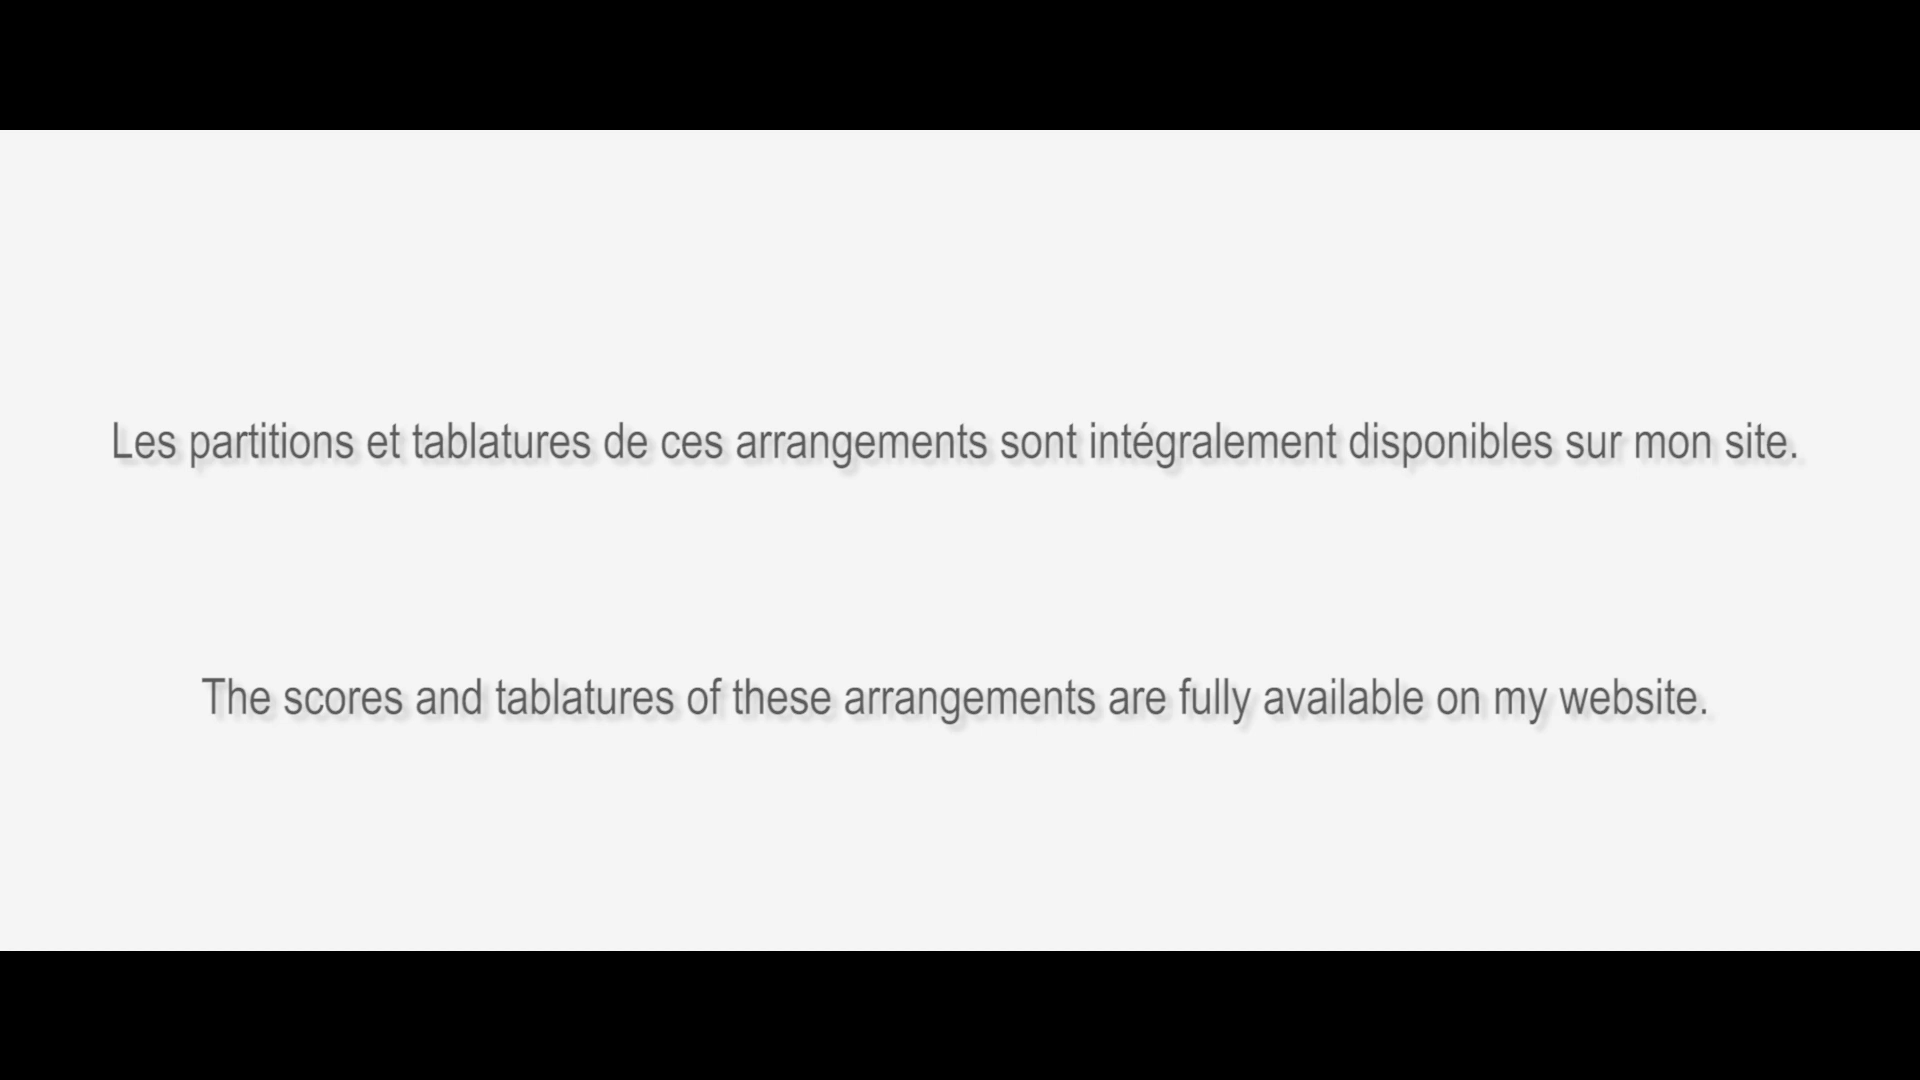 Les partitions et tablatures de ces arrangements sont intégralement disponibles sur mon site.
The scores and tablatures of these arrangements are fully available on my website.